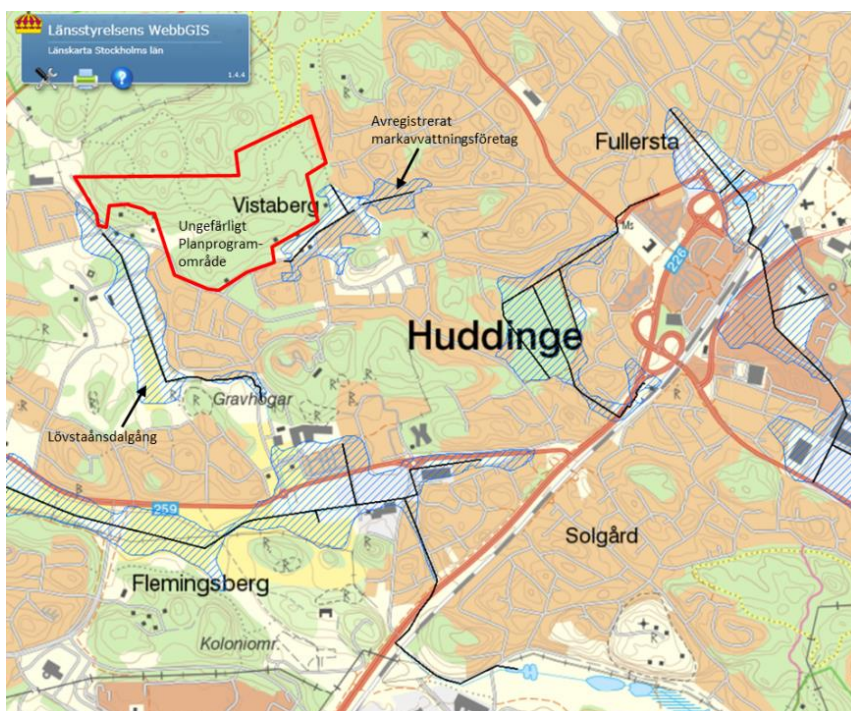 Länsstyrelsens WebbGIS
Länskarta Stockholms län
1.4.4
?
Avregistrerat
markavvattningsföretag
Fullersta
Vistaberg
Ungefärligt
Planprogram-
område
Ms
226
Huddinge
Gravhögar
Lövstaånsdalgång
259
Solgård
Flemingsberg
Koloniomr.